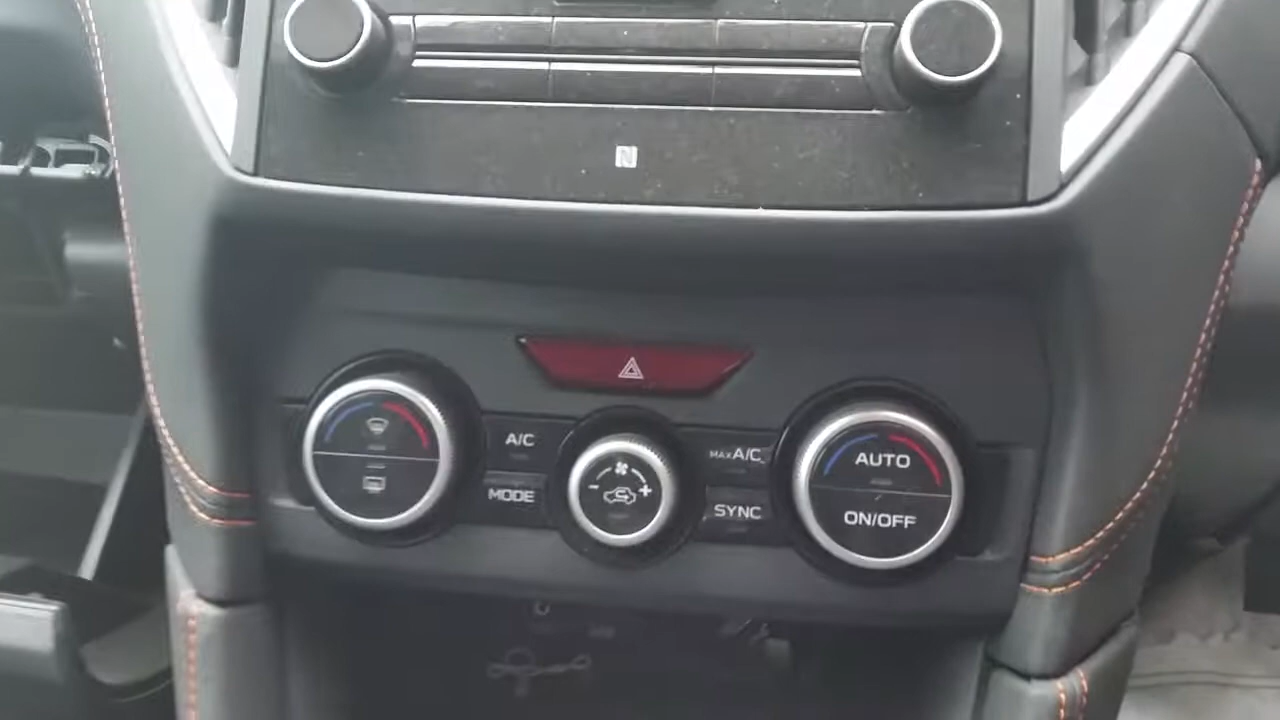 N
A/C
MODE
- +
MAX A/C
SYNC
AUTO
ON/OFF